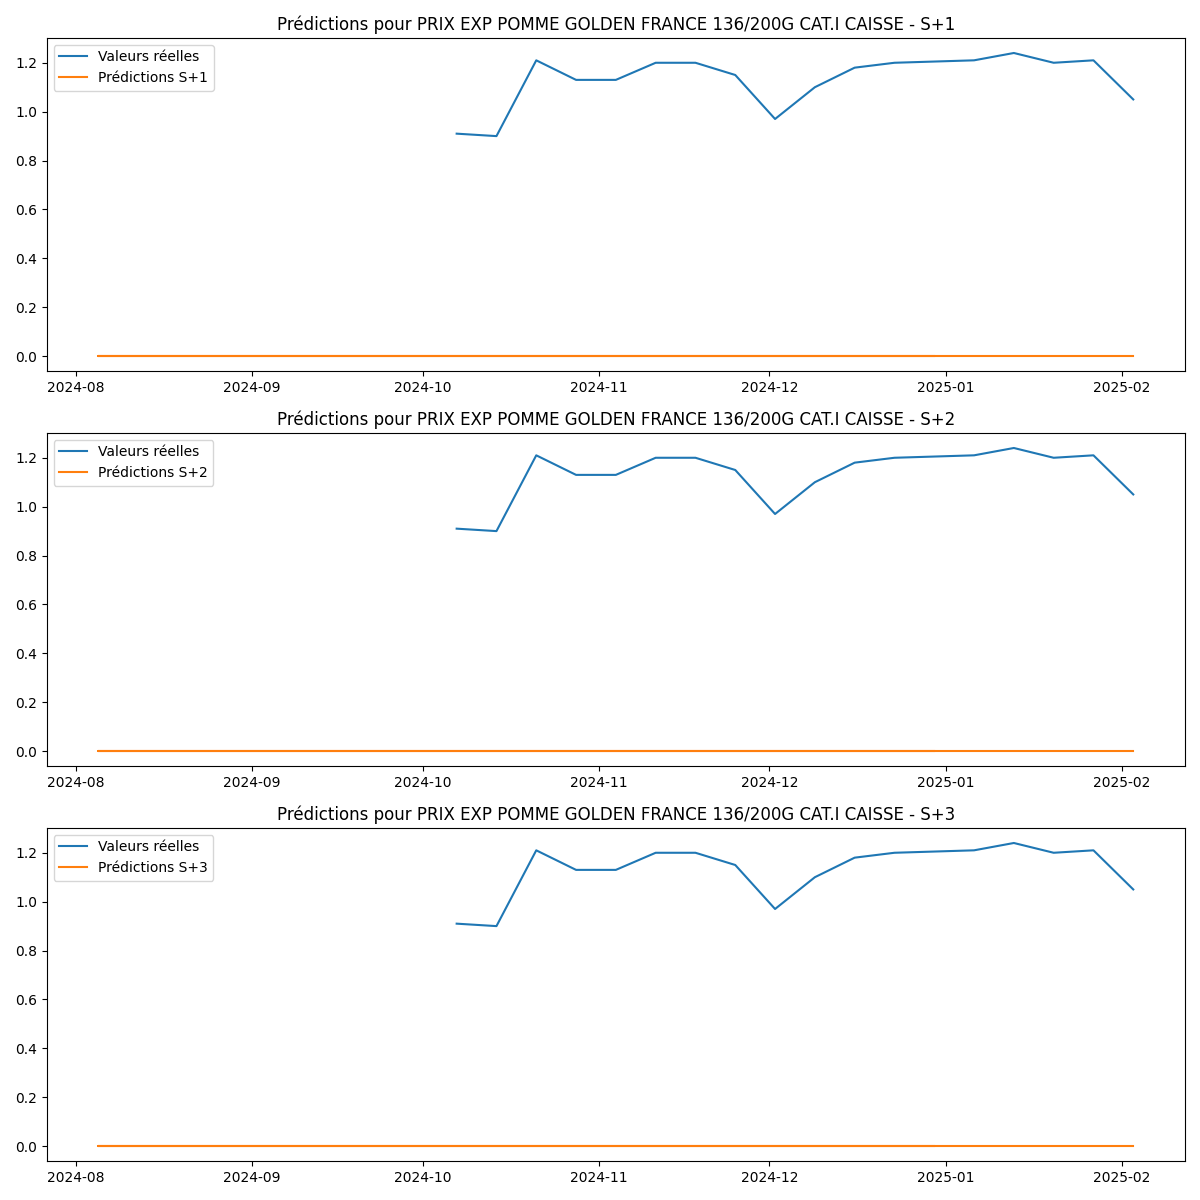 Prédictions pour PRIX EXP POMME GOLDEN FRANCE 136/200G CAT.I CAISSE - S+1
Valeurs réelles
Prédictions S+1
1.2
1.0
0.8
0.6
0.4
0.2
0.0
2024-08 2024-09 2024-10 2024-11 2024-12 2025-01 2025-02
Prédictions pour PRIX EXP POMME GOLDEN FRANCE 136/200G CAT.I CAISSE - S+2
Valeurs réelles
Prédictions S+2
1.2
1.0
0.8
0.6
0.4
0.2
0.0
2024-08 2024-09 2024-10 2024-11 2024-12 2025-01 2025-02
Prédictions pour PRIX EXP POMME GOLDEN FRANCE 136/200G CAT.I CAISSE - S+3
Valeurs réelles
Prédictions S+3
1.2
1.0
0.8
0.6
0.4
0.2
0.0
2024-08 2024-09 2024-10 2024-11 2024-12 2025-01 2025-02